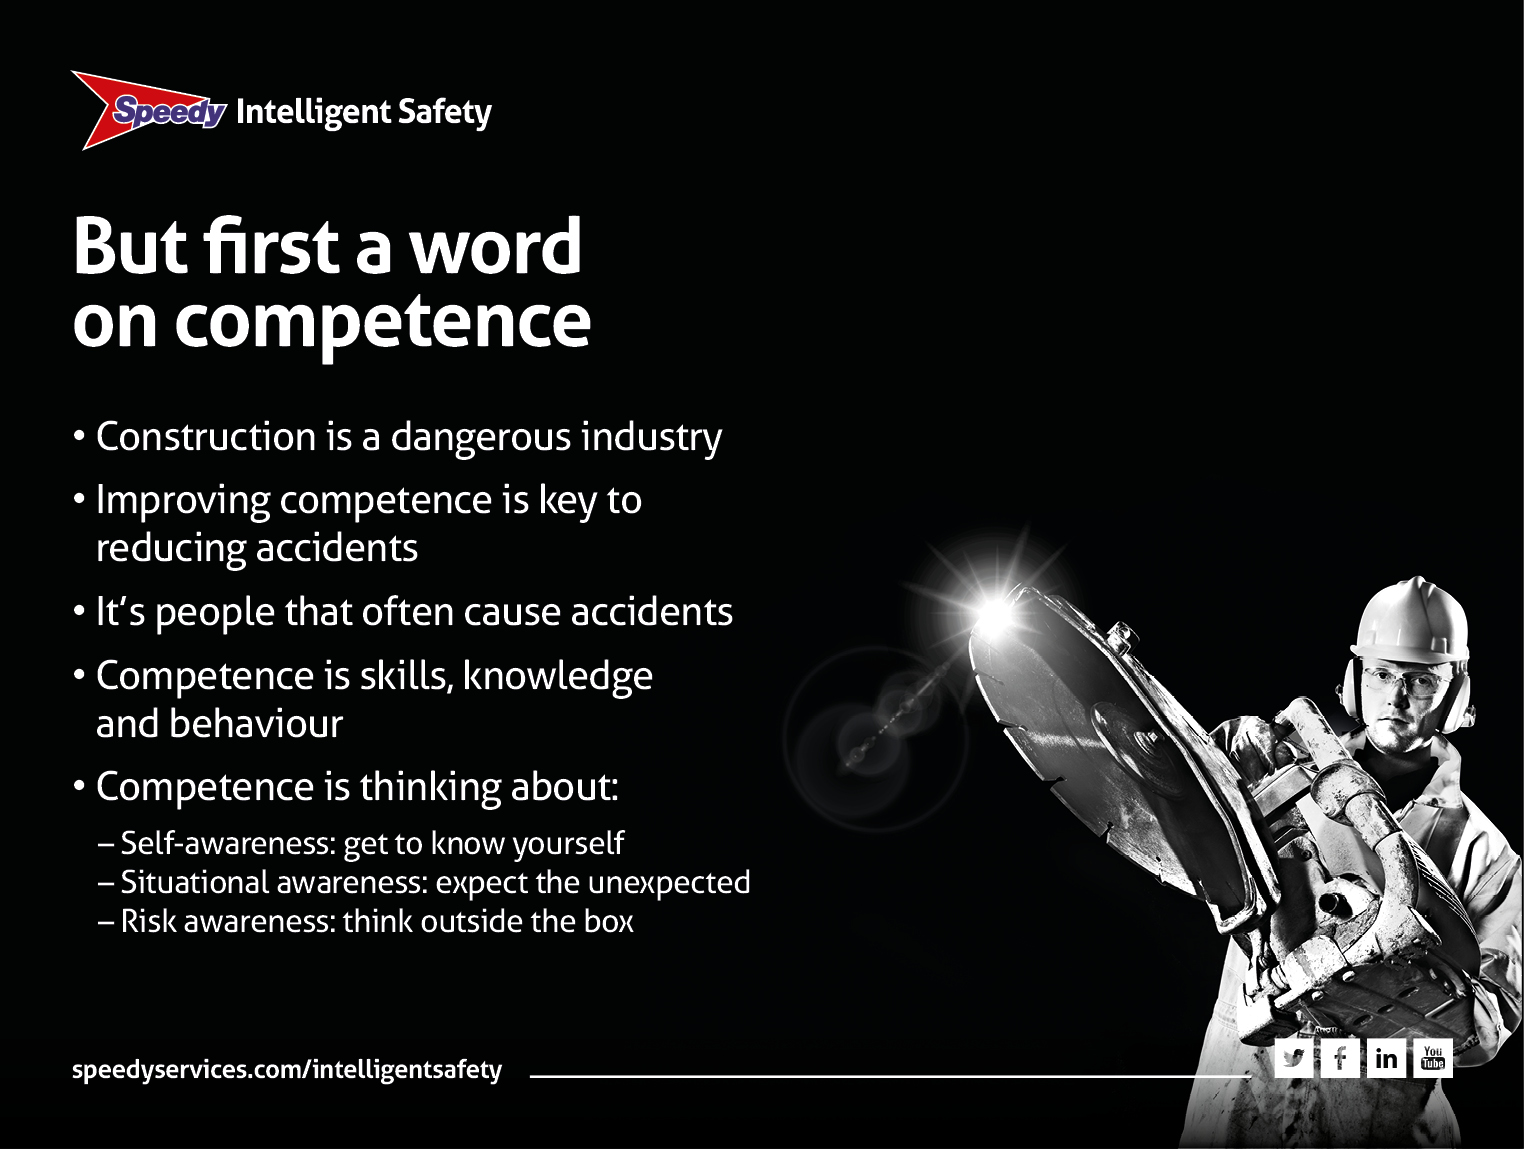 Speedy Intelligent Safety
But first a word
on competence
• Construction is a dangerous industry
• Improving competence is key to
reducing accidents
• It’s people that often cause accidents
• Competence is skills, knowledge
and behaviour
• Competence is thinking about:
– Self-awareness: get to know yourself
– Situational awareness: expect the unexpected
– Risk awareness: think outside the box
speedyservices.com/intelligentsafety
in
You
Tube